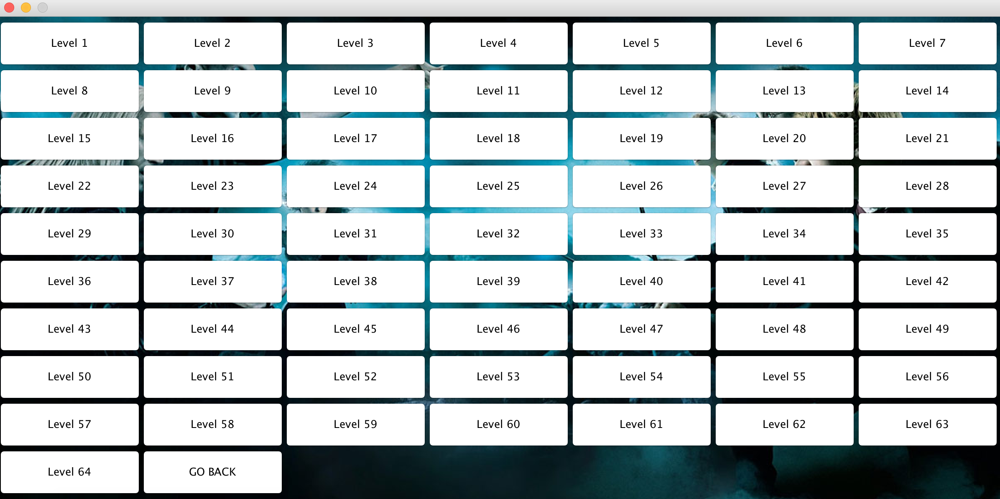 Level 1 Level 2 Level 3 Level 4 Level 5 Level 6 Level 7
Level 8 Level 9 Level 10 Level 11 Level 12 Level 13 Level 14
Level 15 Level 16 Level 17 Level 18 Level 19 Level 20 Level 21
Level 22 Level 23 Level 24 Level 25 Level 26 Level 27 Level 28
Level 29 Level 30 Level 31 Level 32 Level 33 Level 34 Level 35
Level 36 Level 37 Level 38 Level 39 Level 40 Level 41 Level 42
Level 43 Level 44 Level 45 Level 46 Level 47 Level 48 Level 49
Level 50 Level 51 Level 52 Level 53 Level 54 Level 55 Level 56
Level 57 Level 58 Level 59 Level 60 Level 61 Level 62 Level 63
Level 64 GO BACK